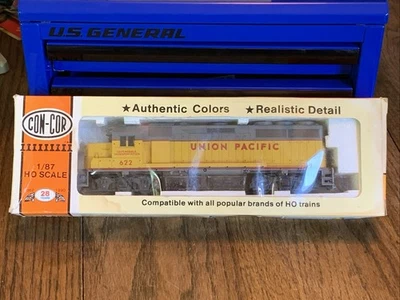 U.S. GENERAL
★Authentic Colors ★Realistic Detail
CON-COR
1/87
HO SCALE
28
UNION PACIFIC
622
Compatible with all popular brands of HO trains